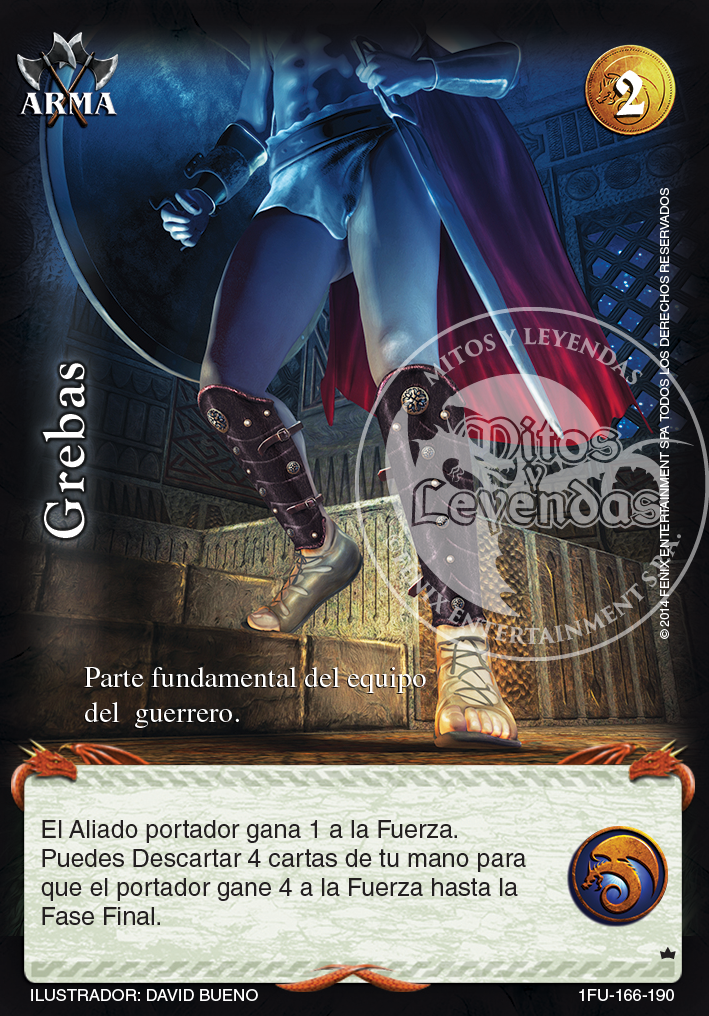 ARMA
2
Grebas
© 2014 FENIX ENTERTAINMENT SPA TODOS LOS DERECHOS RESERVADOS
MITOS Y LEYENDAS
Mitos
y
Leyendas
FENIX ENTERTAINMENT S.P.A.
Parte fundamental del equipo
del guerrero.
El Aliado portador gana 1 a la Fuerza.
Puedes Descartar 4 cartas de tu mano para
que el portador gane 4 a la Fuerza hasta la
Fase Final.
ILUSTRADOR: DAVID BUENO
1FU-166-190